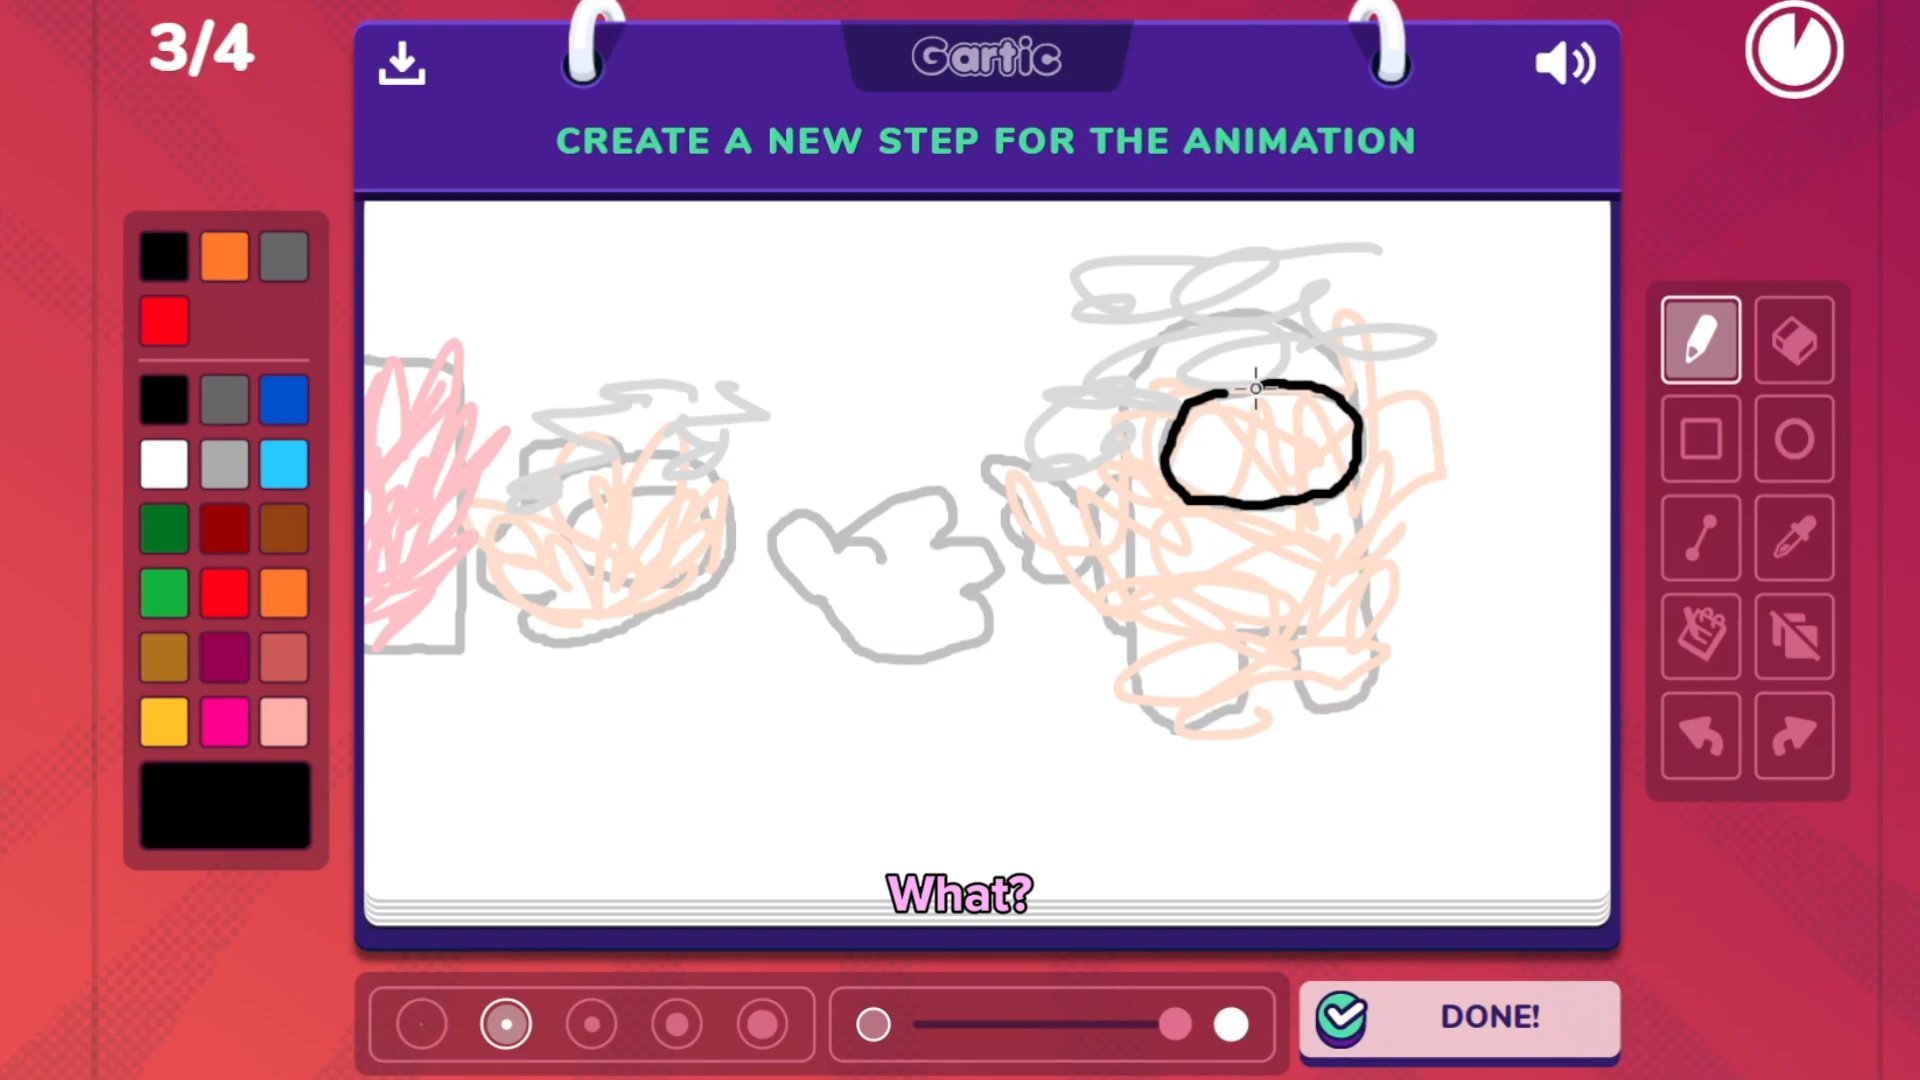 3/4
Gartic
CREATE A NEW STEP FOR THE ANIMATION
What?
DONE!